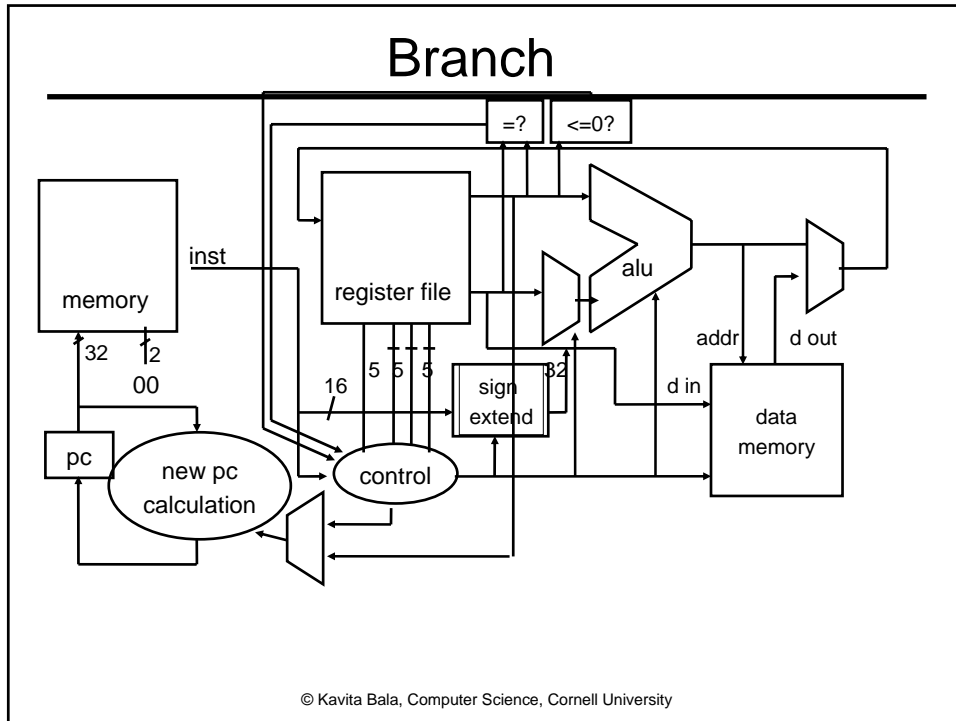 Branch
=?
<=0?
inst
memory
register file
alu
32
2
00
5
5
5
16
sign
extend
32
addr
d out
d in
data
memory
pc
new pc
calculation
control
© Kavita Bala, Computer Science, Cornell University